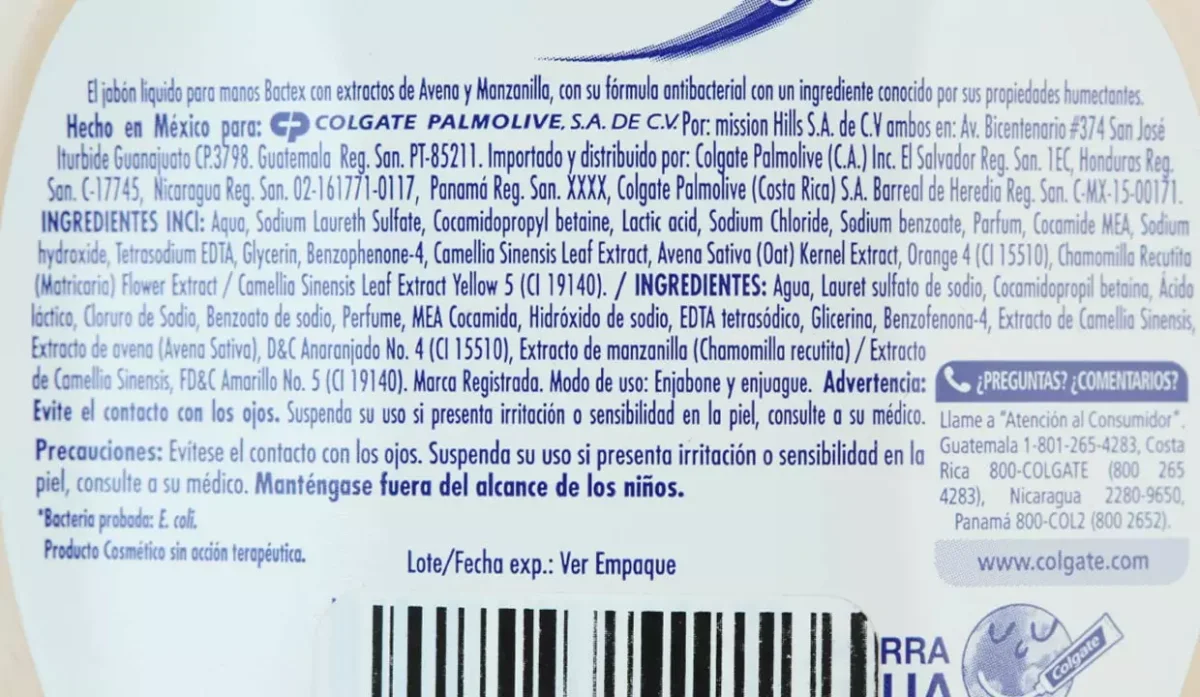 El jabón líquido para manos Bactex con extractos de Avena y Manzanilla, con su fórmula antibacterial con un ingrediente conocido por sus propiedades humectantes.
Hecho en México para: CP COLGATE PALMOLIVE, S.A. DE C.V. Por: mission Hills S.A. de C.V ambos en: Av. Bicentenario #374 San José
Iturbide Guanajuato CP.3798. Guatemala Reg. San. PT-85211. Importado y distribuido por: Colgate Palmolive (C.A.) Inc. El Salvador Reg. San. 1EC, Honduras Reg.
San. C-17745, Nicaragua Reg. San. 02-161771-0117, Panamá Reg. San. XXXX, Colgate Palmolive (Costa Rica) S.A. Barreal de Heredia Reg. San. C-MX-15-00171.
INGREDIENTES INCI: Aqua, Sodium Laureth Sulfate, Cocamidopropyl betaine, Lactic acid, Sodium Chloride, Sodium benzoate, Parfum, Cocamide MEA, Sodium
hydroxide, Tetrasodium EDTA, Glycerin, Benzophenone-4, Camellia Sinensis Leaf Extract, Avena Sativa (Oat) Kernel Extract, Orange 4 (CI 15510), Chamomilla Recutita
(Matricaria) Flower Extract / Camellia Sinensis Leaf Extract Yellow 5 (CI 19140). / INGREDIENTES: Agua, Lauret sulfato de sodio, Cocamidopropil betaina, Ácido
láctico, Cloruro de Sodio, Benzoato de sodio, Perfume, MEA Cocamida, Hidróxido de sodio, EDTA tetrasódico, Glicerina, Benzofenona-4, Extracto de Camellia Sinensis,
Extracto de avena (Avena Sativa), D&C Anaranjado No. 4 (CI 15510), Extracto de manzanilla (Chamomilla recutita) / Extracto
de Camellia Sinensis, FD&C Amarillo No. 5 (CI 19140). Marca Registrada. Modo de uso: Enjabone y enjuague. Advertencia:
Evite el contacto con los ojos. Suspenda su uso si presenta irritación o sensibilidad en la piel, consulte a su médico.
Precauciones: Evítese el contacto con los ojos. Suspenda su uso si presenta irritación o sensibilidad en la
piel, consulte a su médico. Manténgase fuera del alcance de los niños.
*Bacteria probada: E. coli.
Producto Cosmético sin acción terapéutica.
Lote/Fecha exp.: Ver Empaque
¿PREGUNTAS? ¿COMENTARIOS?
Llame a "Atención al Consumidor".
Guatemala 1-801-265-4283, Costa
Rica 800-COLGATE (800 265
4283), Nicaragua 2280-9650,
Panamá 800-COL2 (800 2652).
www.colgate.com
RRA
Colgate